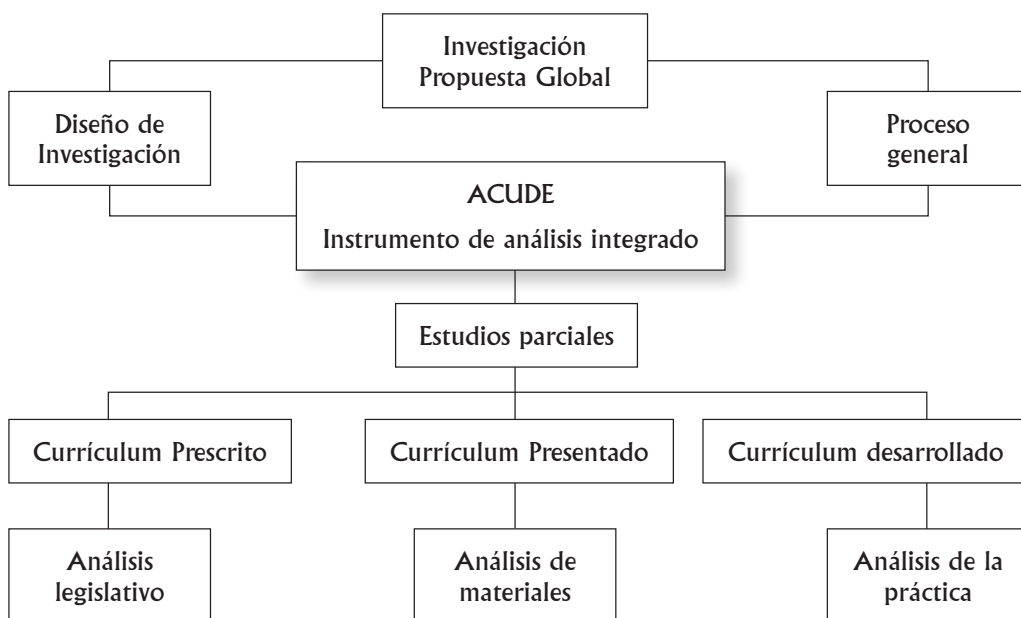 Investigación
Propuesta Global
Diseño de
Investigación
Proceso
general
ACUDE
Instrumento de análisis integrado
Estudios parciales
Currículum Prescrito
Currículum Presentado
Currículum desarrollado
Análisis
legislativo
Análisis de
materiales
Análisis de la
práctica